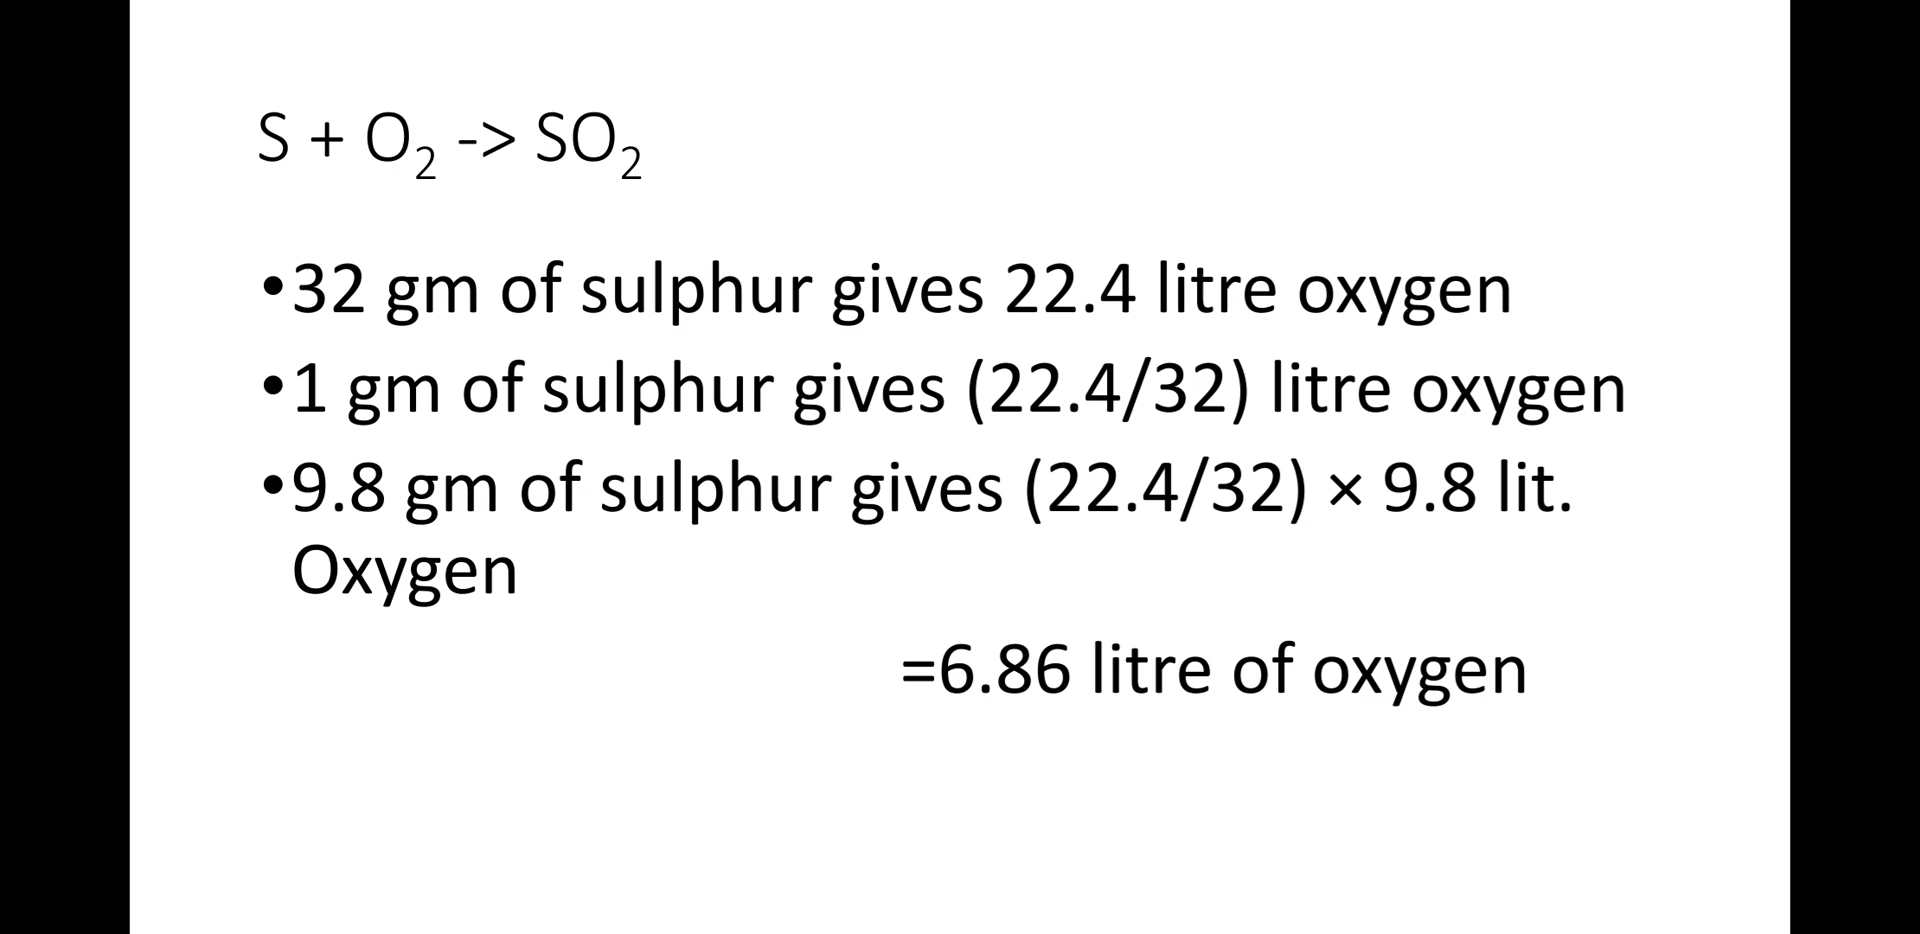 S + O₂ -> SO₂
•32 gm of sulphur gives 22.4 litre oxygen
•1 gm of sulphur gives (22.4/32) litre oxygen
•9.8 gm of sulphur gives (22.4/32) × 9.8 lit.
Oxygen
=6.86 litre of oxygen